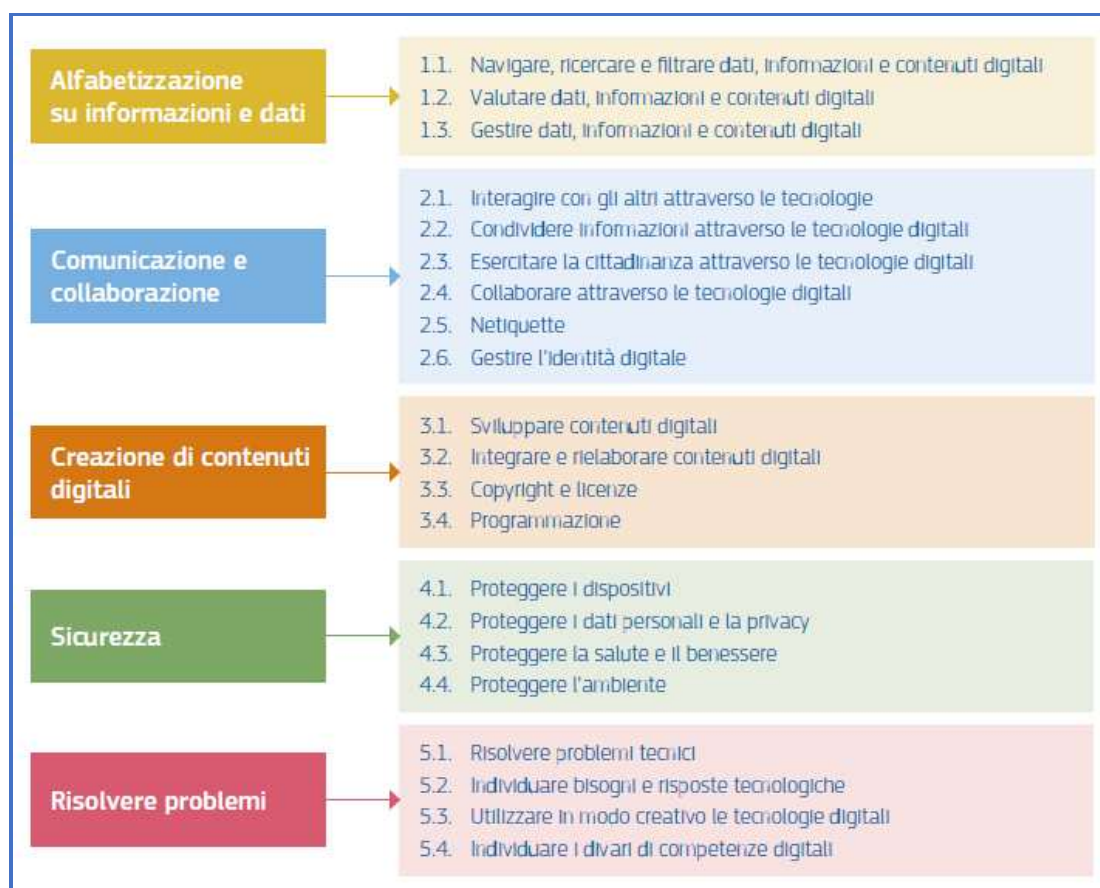 Alfabetizzazione
su informazioni e dati
1.1. Navigare, ricercare e filtrare dati, informazioni e contenuti digitali
1.2. Valutare dati, informazioni e contenuti digitali
1.3. Gestire dati, informazioni e contenuti digitali
Comunicazione e
collaborazione
2.1. Interagire con gli altri attraverso le tecnologie
2.2. Condividere informazioni attraverso le tecnologie digitali
2.3. Esercitare la cittadinanza attraverso le tecnologie digitali
2.4. Collaborare attraverso le tecnologie digitali
2.5. Netiquette
2.6. Gestire l'identità digitale
Creazione di contenuti
digitali
3.1. Sviluppare contenuti digitali
3.2. Integrare e rielaborare contenuti digitali
3.3. Copyright e licenze
3.4. Programmazione
Sicurezza
4.1. Proteggere i dispositivi
4.2. Proteggere i dati personali e la privacy
4.3. Proteggere la salute e il benessere
4.4. Proteggere l'ambiente
Risolvere problemi
5.1. Risolvere problemi tecnici
5.2. Individuare bisogni e risposte tecnologiche
5.3. Utilizzare in modo creativo le tecnologie digitali
5.4. Individuare i divari di competenze digitali